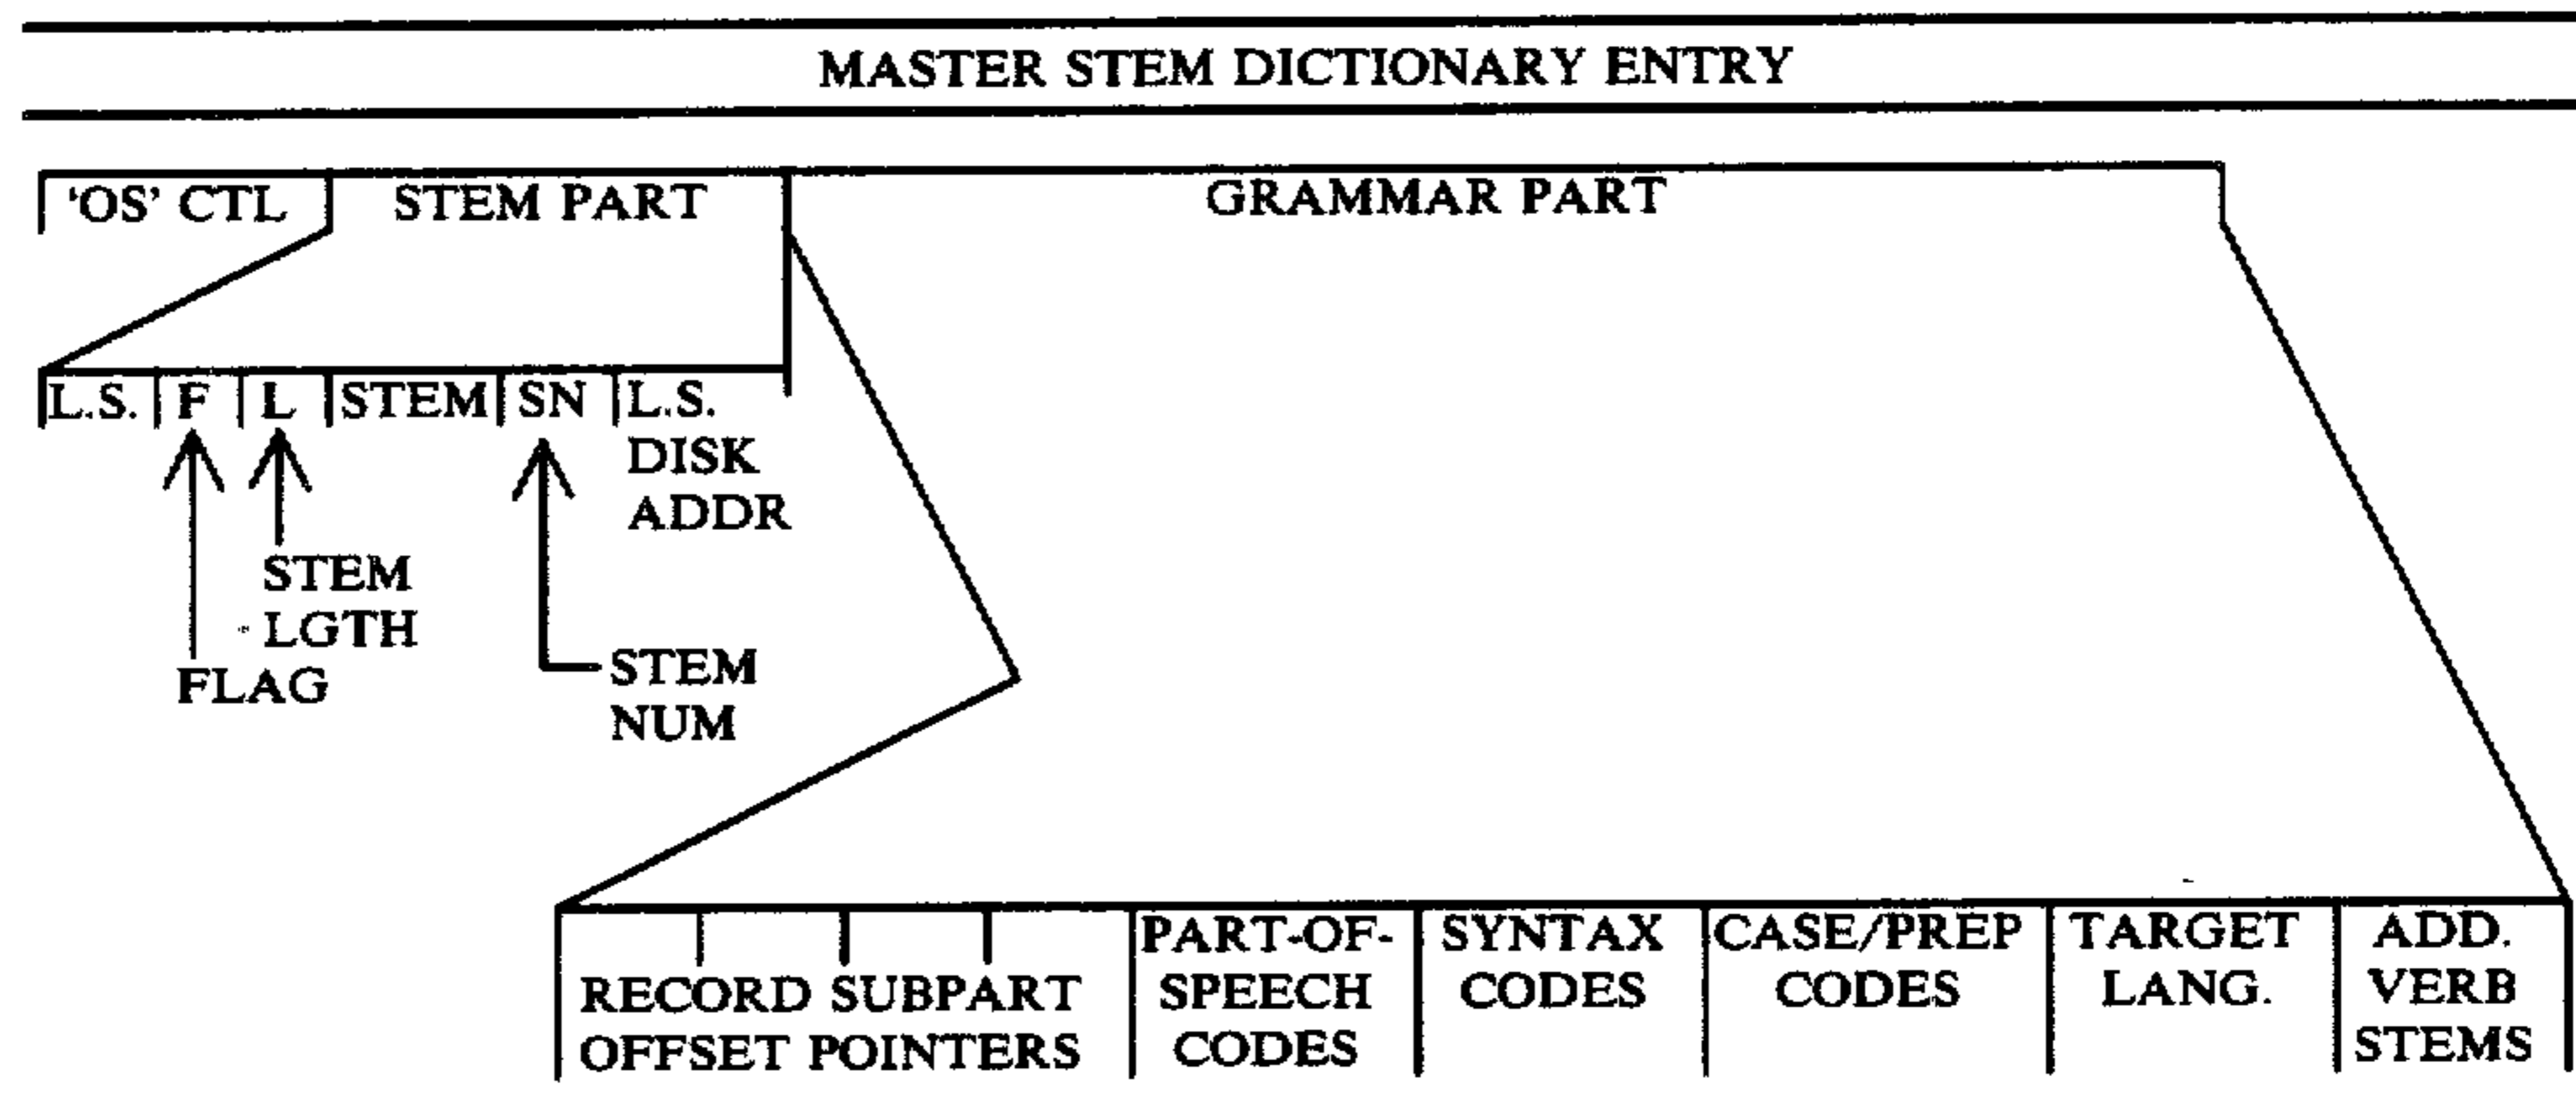 MASTER STEM DICTIONARY ENTRY
'OS' CTL STEM PART GRAMMAR PART
L.S. F L STEM SN L.S.
DISK
ADDR
STEM
LGTH
FLAG
STEM
NUM
RECORD SUBPART
OFFSET POINTERS
PART-OF-
SPEECH
CODES
SYNTAX
CODES
CASE/PREP
CODES
TARGET
LANG.
ADD.
VERB
STEMS